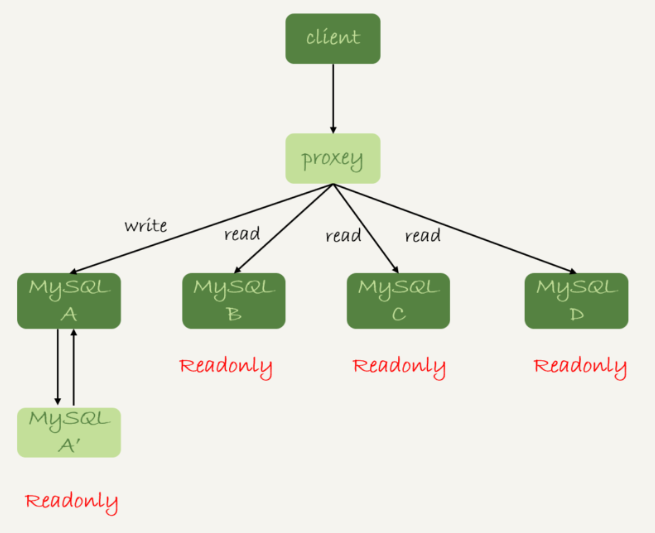 client
proxey
write
read
read
read
MySQL
A
MySQL
B
MySQL
C
MySQL
D
Readonly
Readonly
Readonly
MySQL
A'
Readonly